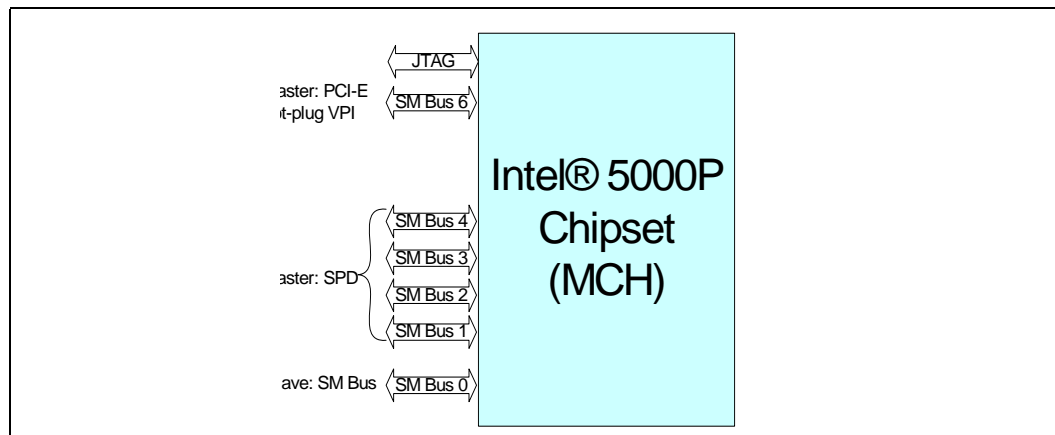 JTAG
aster: PCI-E
ot-plug VPI
SM Bus 6
Intel® 5000P
Chipset
(MCH)
SM Bus 4
SM Bus 3
aster: SPD
SM Bus 2
SM Bus 1
ave: SM Bus
SM Bus 0